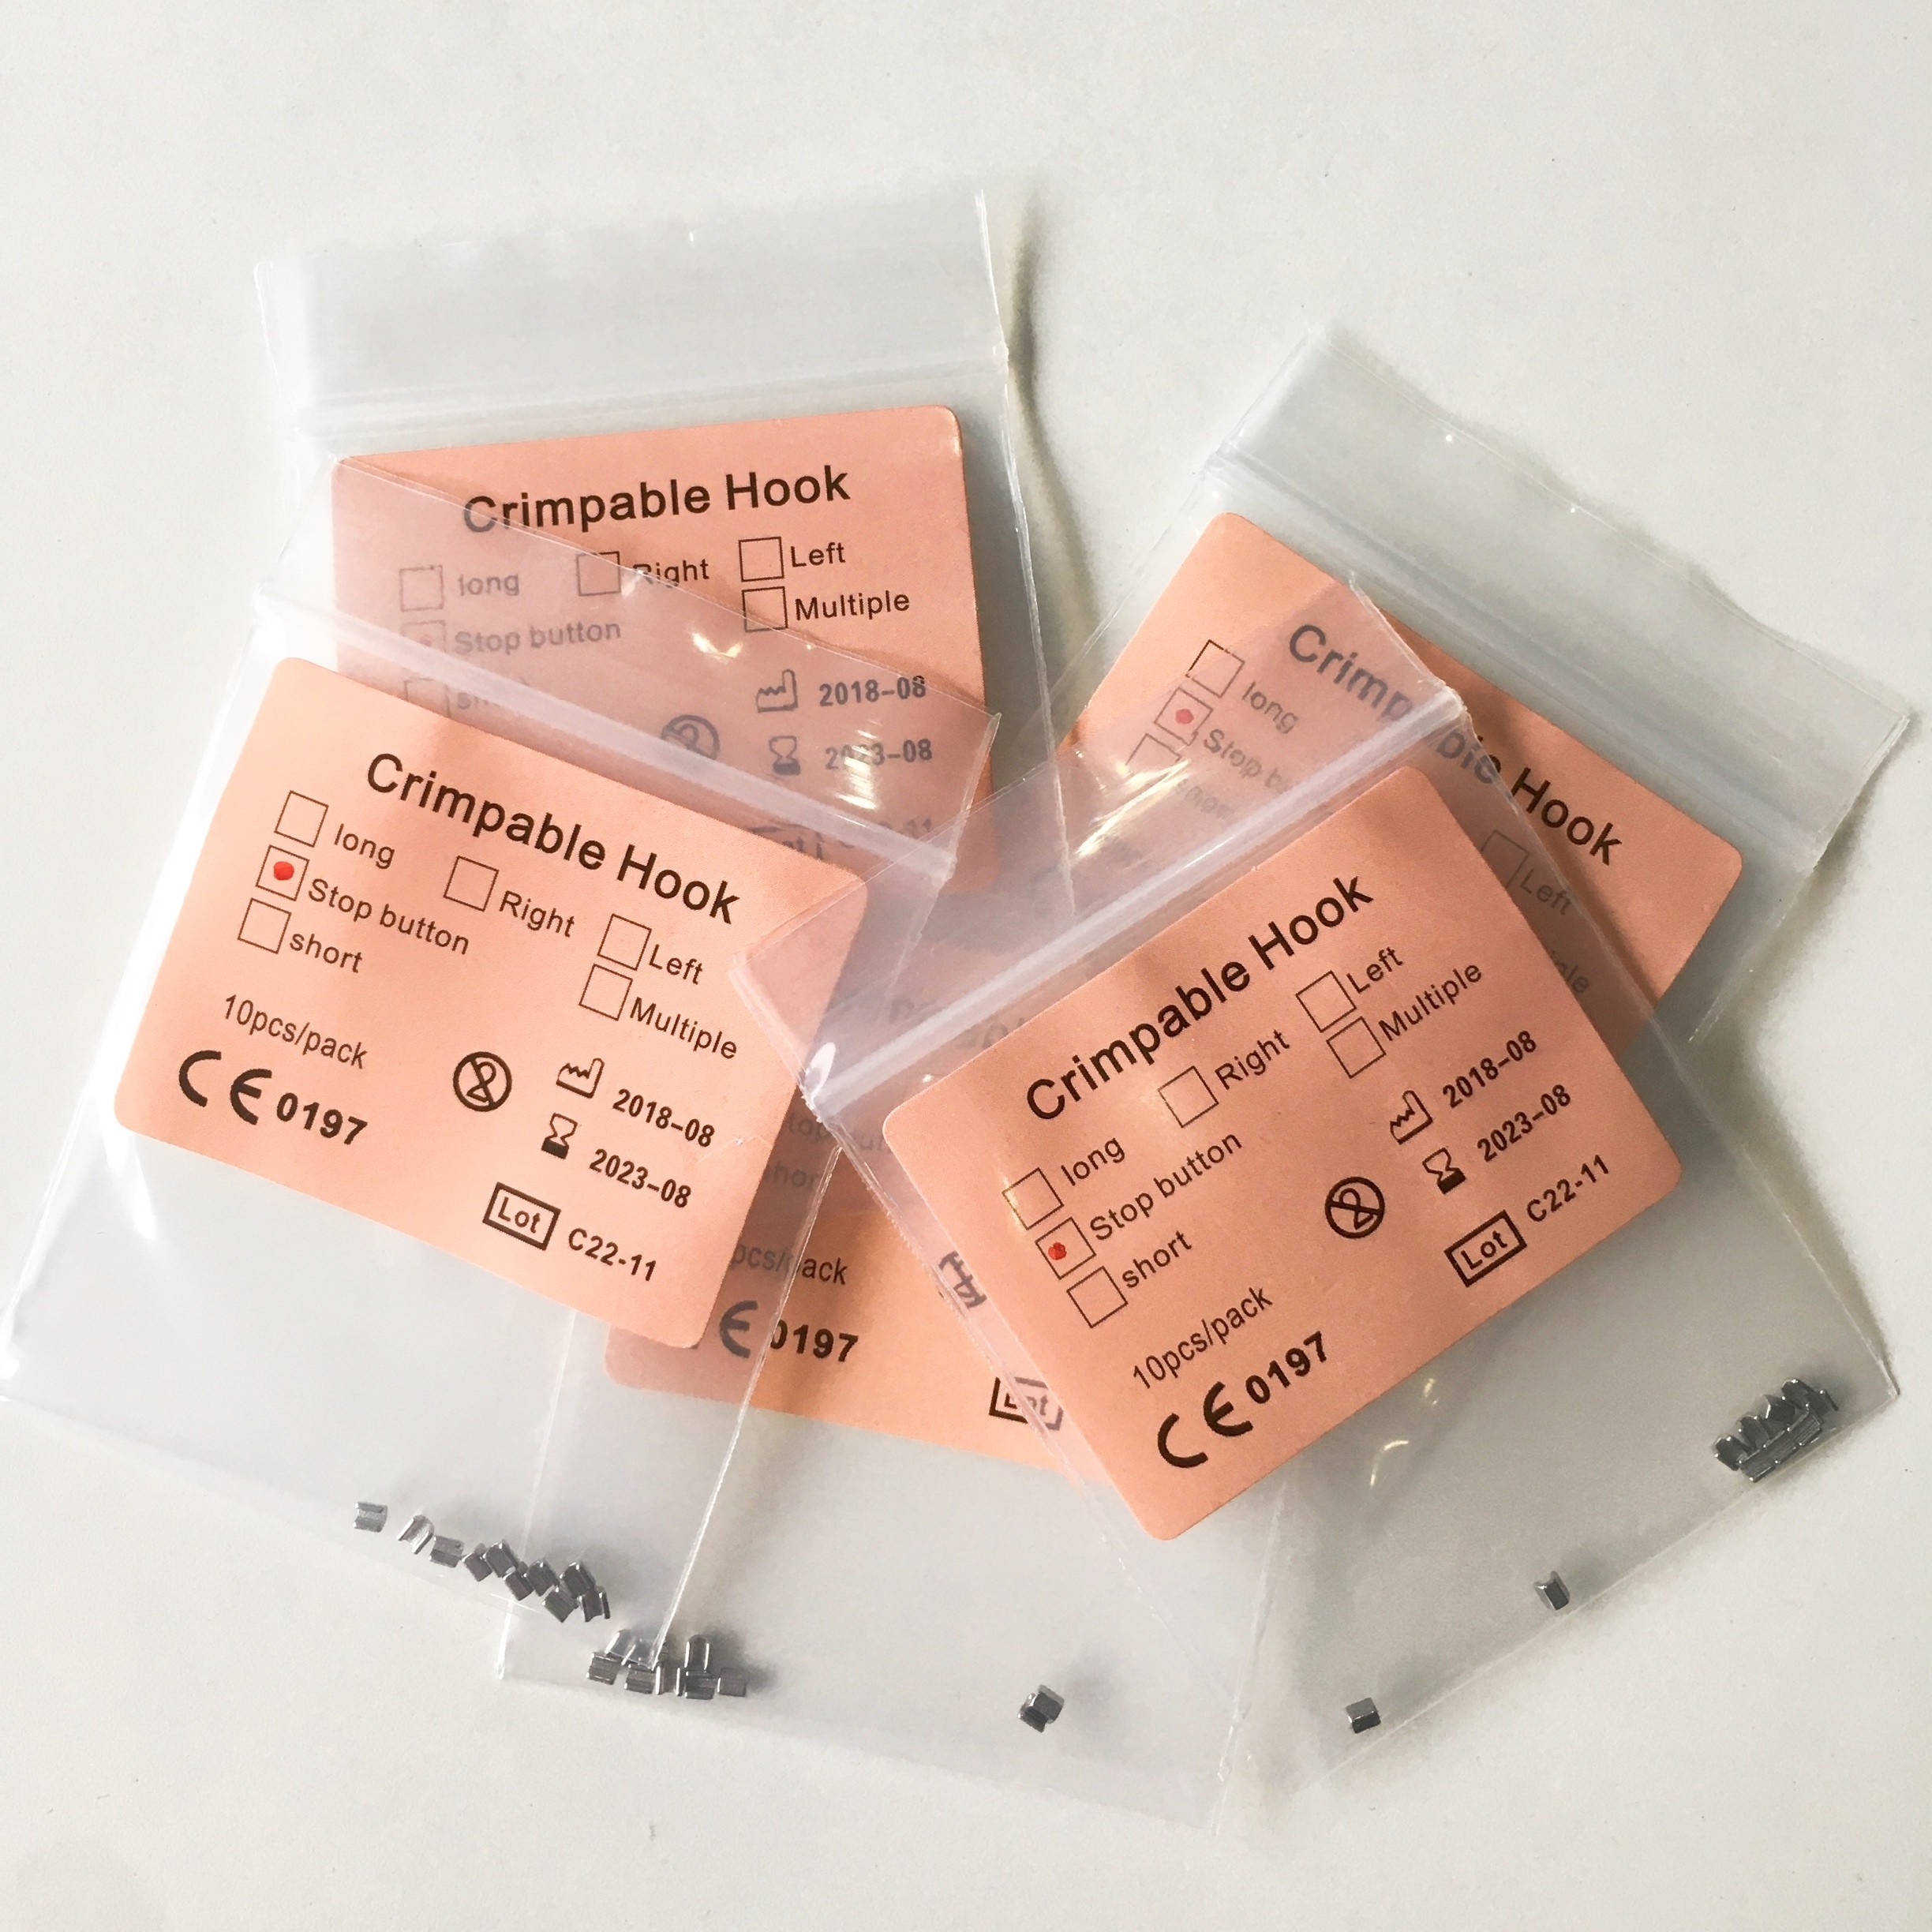 Crimpable Hook
long Right Left
Stop button Multiple
2018-08
2023-08
Crimpable Hook
long
Stop
Left
Crimpable Hook
long Right Left
Stop button Multiple
short
10pcs/pack
CE 0197
2018-08
2023-08
Lot C22-11
Crimpable Hook
long Right Left
Stop button Multiple
short
10pcs/pack
CE 0197
2018-08
2023-08
Lot C22-11
pcs/pack
CE 0197
Lot